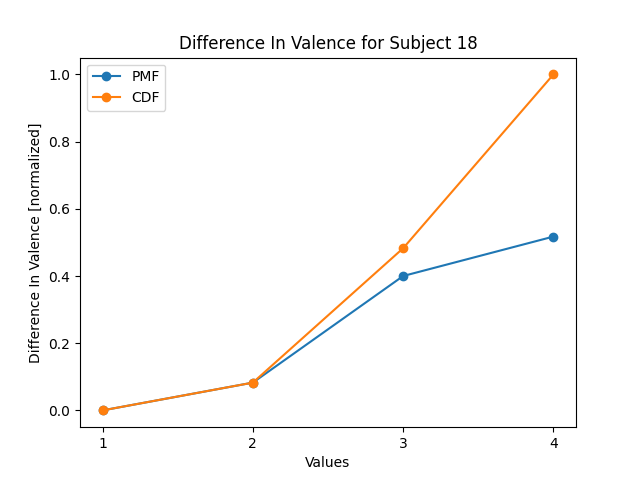 Difference In Valence for Subject 18
PMF
CDF
Difference In Valence [normalized]
1.0
0.8
0.6
0.4
0.2
0.0
1 2 3 4
Values